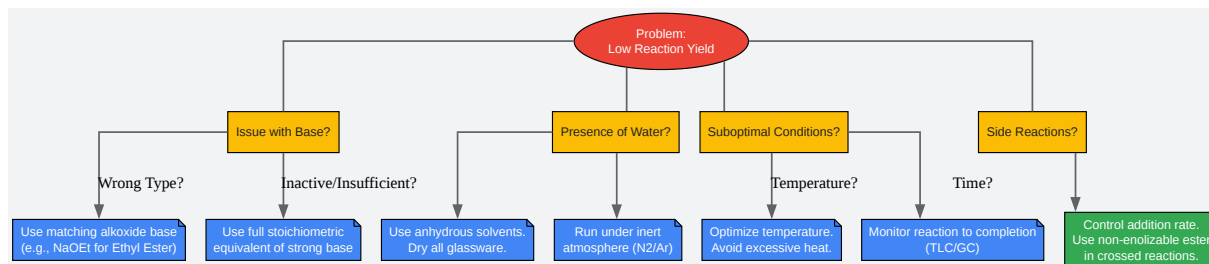 Problem:
Low Reaction Yield
Issue with Base?
Presence of Water?
Suboptimal Conditions?
Side Reactions?
Wrong Type?
Inactive/Insufficient?
Temperature?
Time?
Use matching alkoxide base
(e.g., NaOEt for Ethyl Ester)
Use full stoichiometric
equivalent of strong base
Use anhydrous solvents.
Dry all glassware.
Run under inert
atmosphere (N2/Ar)
Optimize temperature.
Avoid excessive heat.
Monitor reaction to completion
(TLC/GC)
Control addition rate.
Use non-enolizable ester
in crossed reactions.